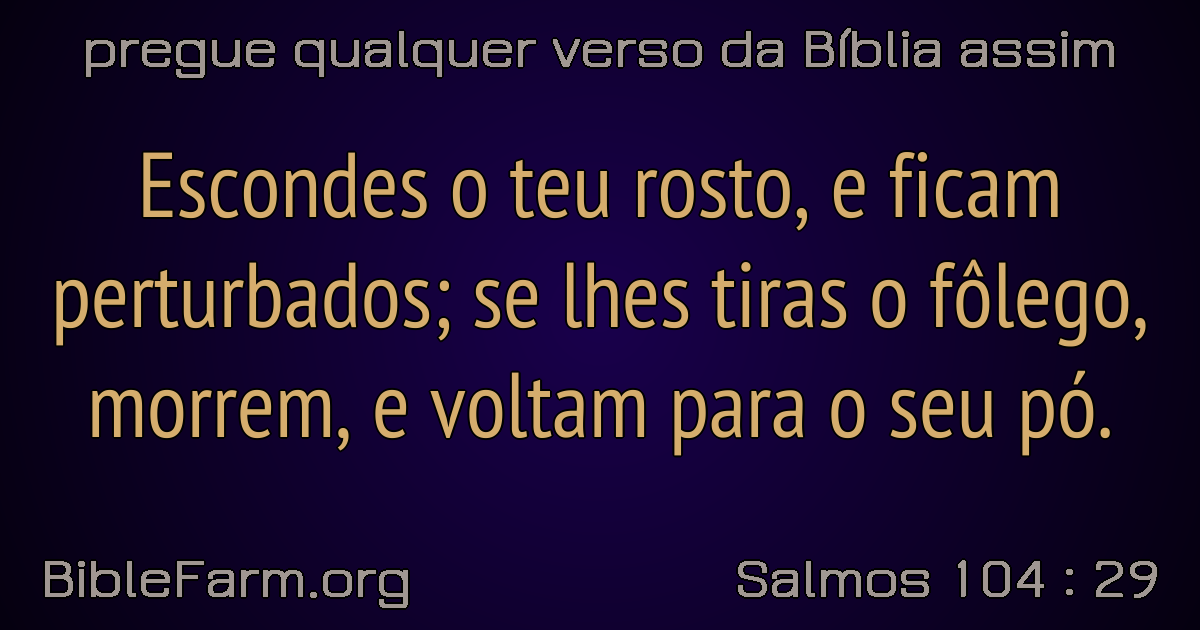 pregue qualquer verso da Bíblia assim
Escondes o teu rosto, e ficam
perturbados; se lhes tiras o fôlego,
morrem, e voltam para o seu pó.
BibleFarm.org
Salmos 104 : 29